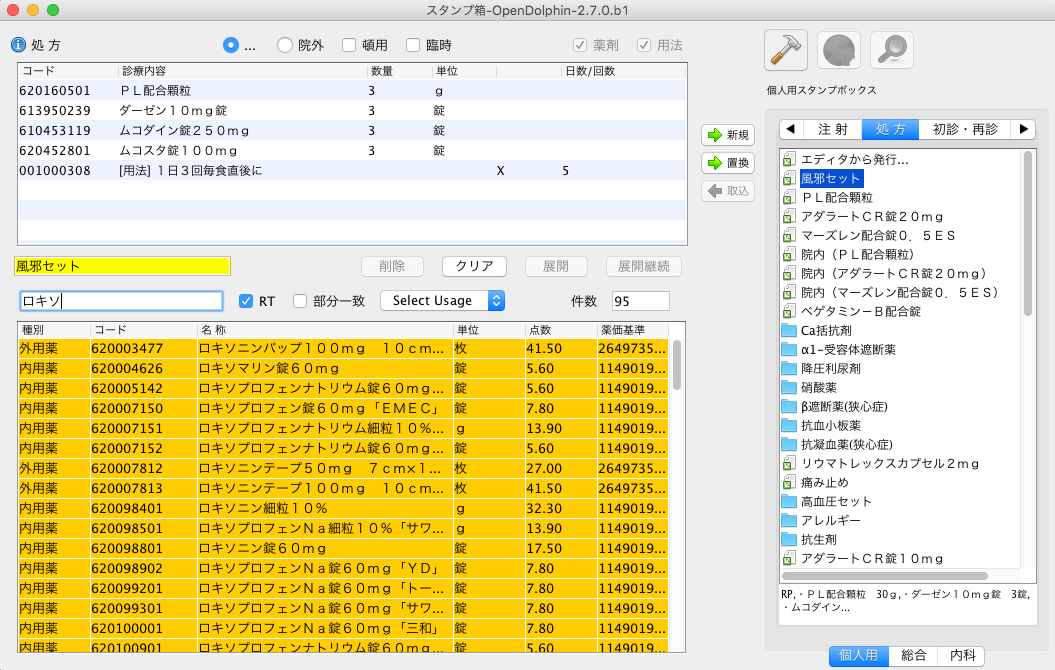 スタンプ箱-OpenDolphin-2.7.0.b1
処 方
...
院外
頓用
臨時
薬剤
用法
コード 診療内容 数量 単位 日数/回数
620160501 ＰＬ配合顆粒 3 ｇ
613950239 ダーゼン１０ｍｇ錠 3 錠
610453119 ムコダイン錠２５０ｍｇ 3 錠
620452801 ムコスタ錠１００ｍｇ 3 錠
001000308 [用法] １日３回毎食直後に X 5
風邪セット
削除
クリア
展開
展開継続
ロキソ
RT
部分一致
Select Usage
件数 95
種別 コード 名 称 単位 点数 薬価基準
外用薬 620003477 ロキソニンパップ１００ｍｇ　１０ｃｍ... 枚 41.50 2649735...
内用薬 620004626 ロキソマリン錠６０ｍｇ 錠 5.60 1149019...
内用薬 620005142 ロキソプロフェンナトリウム錠６０ｍｇ... 錠 5.60 1149019...
内用薬 620007150 ロキソプロフェン錠６０ｍｇ「ＥＭＥＣ」 錠 7.80 1149019...
内用薬 620007151 ロキソプロフェンナトリウム細粒１０％... ｇ 13.90 1149019...
内用薬 620007152 ロキソプロフェンナトリウム錠６０ｍｇ... 錠 5.60 1149019...
外用薬 620007812 ロキソニンテープ５０ｍｇ　７ｃｍ×１... 枚 27.00 2649735...
外用薬 620007813 ロキソニンテープ１００ｍｇ　１０ｃｍ... 枚 41.50 2649735...
内用薬 620098401 ロキソニン細粒１０％ ｇ 32.30 1149019...
内用薬 620098501 ロキソプロフェンＮａ細粒１０％「サワ... ｇ 13.90 1149019...
内用薬 620098801 ロキソニン錠６０ｍｇ 錠 17.50 1149019...
内用薬 620098902 ロキソプロフェンＮａ錠６０ｍｇ「ＹＤ」 錠 7.80 1149019...
内用薬 620099201 ロキソプロフェンＮａ錠６０ｍｇ「トー... 錠 7.80 1149019...
内用薬 620099301 ロキソプロフェンＮａ錠６０ｍｇ「サワ... 錠 7.80 1149019...
内用薬 620100001 ロキソプロフェンＮａ錠６０ｍｇ「三和」 錠 7.80 1149019...
内用薬 620100901 ロキソプロフェンナトリウム錠６０ｍｇ... 錠 5.60 1149019...
新規
置換
取込
個人用スタンプボックス
注 射
処 方
初診・再診
エディタから発行...
風邪セット
ＰＬ配合顆粒
アダラートＣＲ錠２０ｍｇ
マーズレン配合錠０．５ＥＳ
院内（ＰＬ配合顆粒）
院内（アダラートＣＲ錠２０ｍｇ）
院内（マーズレン配合錠０．５ＥＳ）
ベゲタミン－Ｂ配合錠
Ca括抗剤
α1-受容体遮断薬
降圧利尿剤
硝酸薬
β遮断薬(狭心症)
抗血小板薬
抗凝血薬(狭心症)
リウマトレックスカプセル２ｍｇ
痛み止め
高血圧セット
アレルギー
抗生剤
アダラートＣＲ錠１０ｍｇ
RP,・ＰＬ配合顆粒　30ｇ,・ダーゼン１０ｍｇ錠　3錠,
・ムコダイン...
個人用
総合
内科